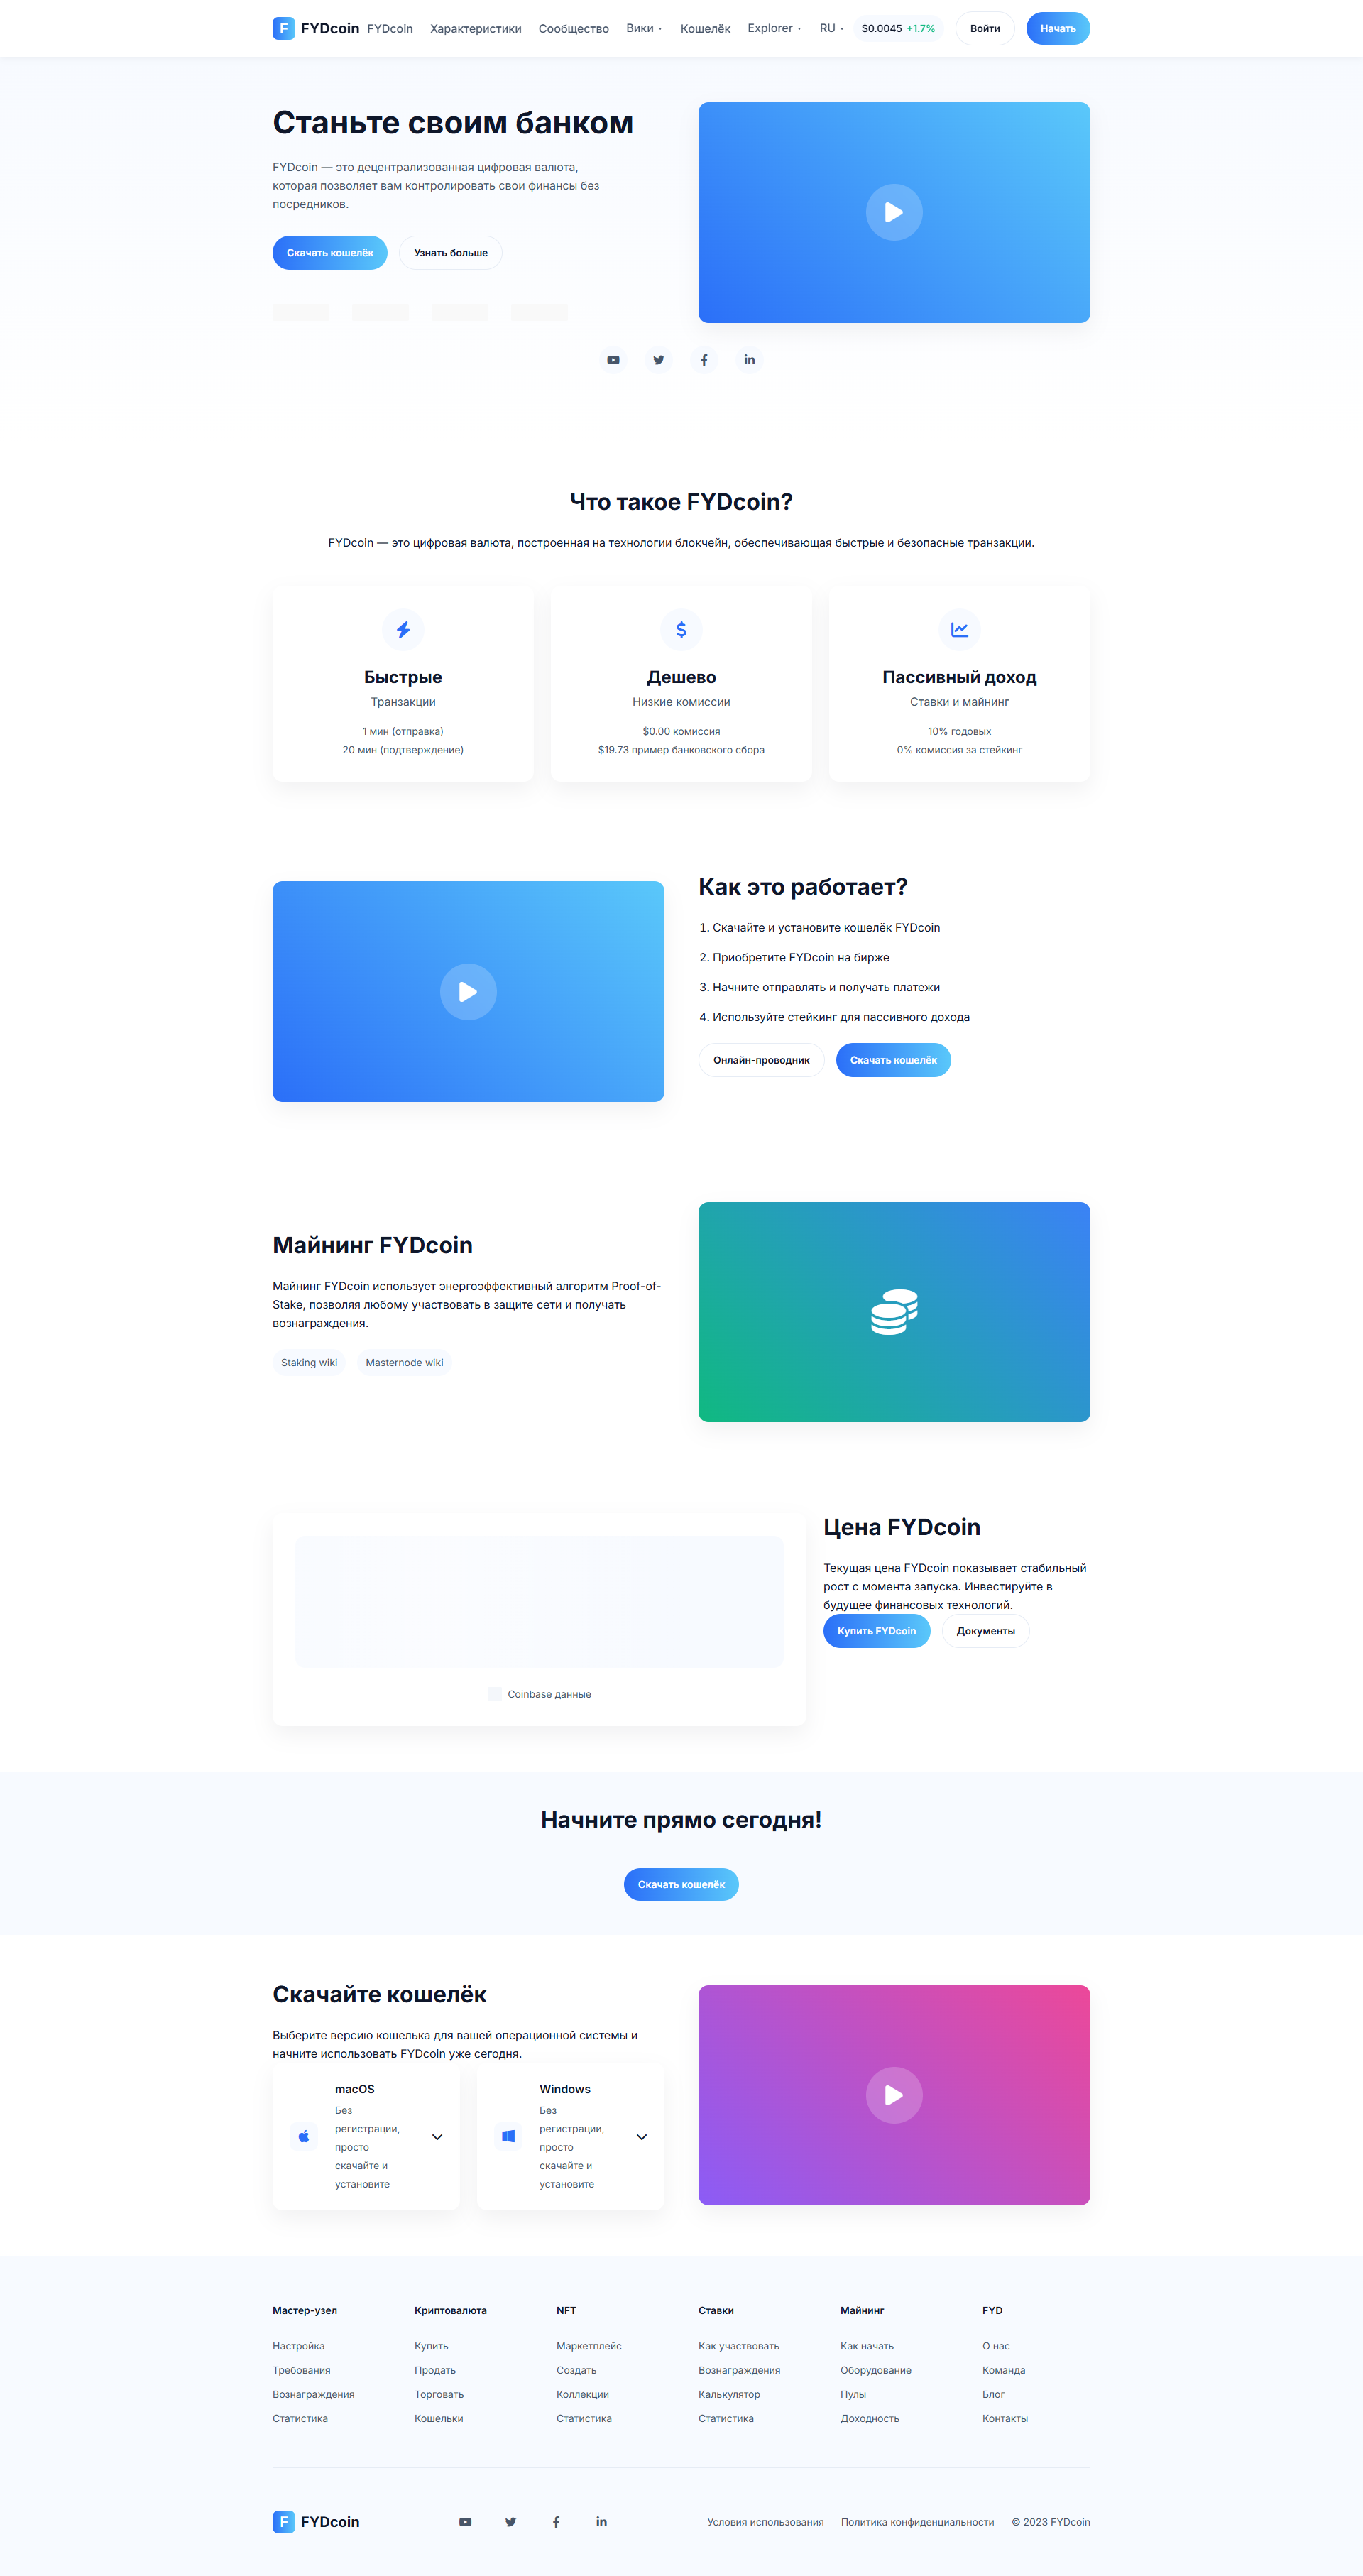 F FYDcoin FYDcoin Характеристики Сообщество Вики Кошелёк Explorer RU $0.0045 +1.7% Войти Начать
Станьте своим банком
FYDcoin — это децентрализованная цифровая валюта,
которая позволяет вам контролировать свои финансы без
посредников.
Скачать кошелёк Узнать больше
Что такое FYDcoin?
FYDcoin — это цифровая валюта, построенная на технологии блокчейн, обеспечивающая быстрые и безопасные транзакции.
Быстрые
Транзакции
1 мин (отправка)
20 мин (подтверждение)
Дешево
Низкие комиссии
$0.00 комиссия
$19.73 пример банковского сбора
Пассивный доход
Ставки и майнинг
10% годовых
0% комиссия за стейкинг
Как это работает?
1. Скачайте и установите кошелёк FYDcoin
2. Приобретите FYDcoin на бирже
3. Начните отправлять и получать платежи
4. Используйте стейкинг для пассивного дохода
Онлайн-проводник Скачать кошелёк
Майнинг FYDcoin
Майнинг FYDcoin использует энергоэффективный алгоритм Proof-of-
Stake, позволяя любому участвовать в защите сети и получать
вознаграждения.
Staking wiki Masternode wiki
Coinbase данные
Цена FYDcoin
Текущая цена FYDcoin показывает стабильный
рост с момента запуска. Инвестируйте в
будущее финансовых технологий.
Купить FYDcoin Документы
Начните прямо сегодня!
Скачать кошелёк
Скачайте кошелёк
Выберите версию кошелька для вашей операционной системы и
начните использовать FYDcoin уже сегодня.
macOS
Без
регистрации,
просто
скачайте и
установите
Windows
Без
регистрации,
просто
скачайте и
установите
Мастер-узел
Настройка
Требования
Вознаграждения
Статистика
Криптовалюта
Купить
Продать
Торговать
Кошельки
NFT
Маркетплейс
Создать
Коллекции
Статистика
Ставки
Как участвовать
Вознаграждения
Калькулятор
Статистика
Майнинг
Как начать
Оборудование
Пулы
Доходность
FYD
О нас
Команда
Блог
Контакты
F FYDcoin
Условия использования Политика конфиденциальности © 2023 FYDcoin